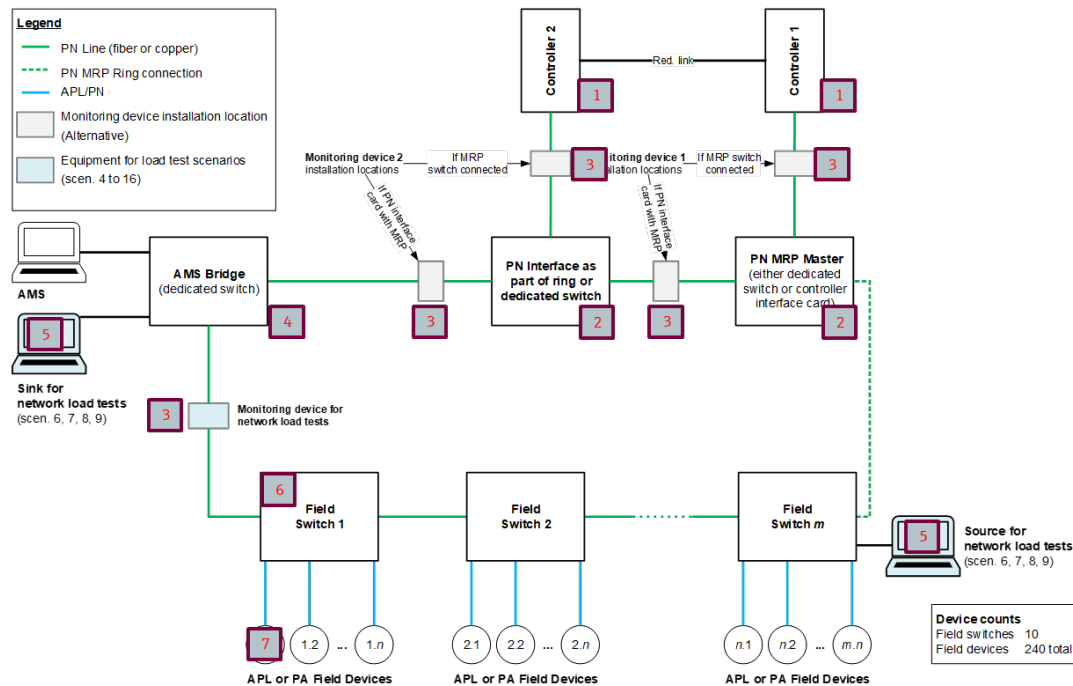 Legend
PN Line (fiber or copper)
PN MRP Ring connection
APL/PN
Monitoring device installation location
(Alternative)
Equipment for load test scenarios
(scen. 4 to 16)
Controller 2
1
Red. link
Controller 1
1
Monitoring device 2
installation locations
If MRP
switch connected
3
itoring device 1
tallation locations
If MRP switch
connected
3
If PN interface
card with MRP
If PN interface
card with MRP
AMS
AMS Bridge
(dedicated switch)
4
3
PN Interface as
part of ring or
dedicated switch
2
3
PN MRP Master
(either dedicated
switch or controller
interface card)
2
5
Sink for
network load tests
(scen. 6, 7, 8, 9)
3
Monitoring device for
network load tests
6
Field
Switch 1
Field
Switch 2
Field
Switch m
5
Source for
network load tests
(scen. 6, 7, 8, 9)
7
1.2
...
1.n
2.1
2.2
...
2.n
n.1
n.2
...
m.n
APL or PA Field Devices
APL or PA Field Devices
APL or PA Field Devices
Device counts
Field switches 10
Field devices 240 total